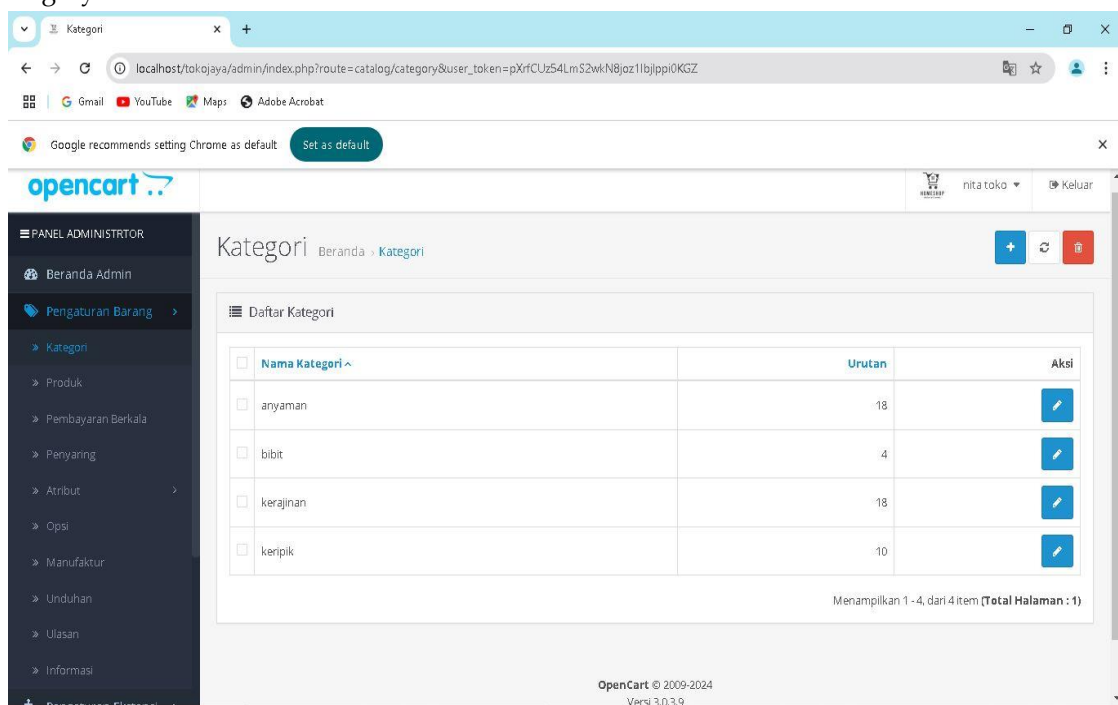 Kategori
localhost/tokojaya/admin/index.php?route=catalog/category&user_token=pXrfCUz54LmS2wkN8joz1IbjIppi0KGZ
Gmail YouTube Maps Adobe Acrobat
Google recommends setting Chrome as default Set as default
opencart
HOMESHOP nita toko Keluar
PANEL ADMINISTRTOR
Beranda Admin
Pengaturan Barang
Kategori
Produk
Pembayaran Berkala
Penyaring
Atribut
Opsi
Manufaktur
Unduhan
Ulasan
Informasi
Kategori Beranda › Kategori
Daftar Kategori
Nama Kategori Urutan Aksi
anyaman 18
bibit 4
kerajinan 18
keripik 10
Menampilkan 1 - 4, dari 4 item (Total Halaman : 1)
OpenCart © 2009-2024
Versi 3.0.3.9